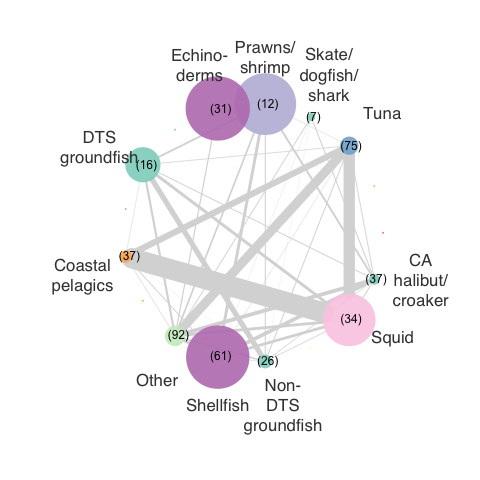 Echino-
derms
(31)
Prawns/
shrimp
(12)
Skate/
dogfish/
shark
(7)
Tuna
(75)
DTS
groundfish
(16)
CA
halibut/
croaker
(37)
Coastal
pelagics
(37)
Squid
(34)
Other
(92)
Shellfish
(61)
Non-
DTS
groundfish
(26)